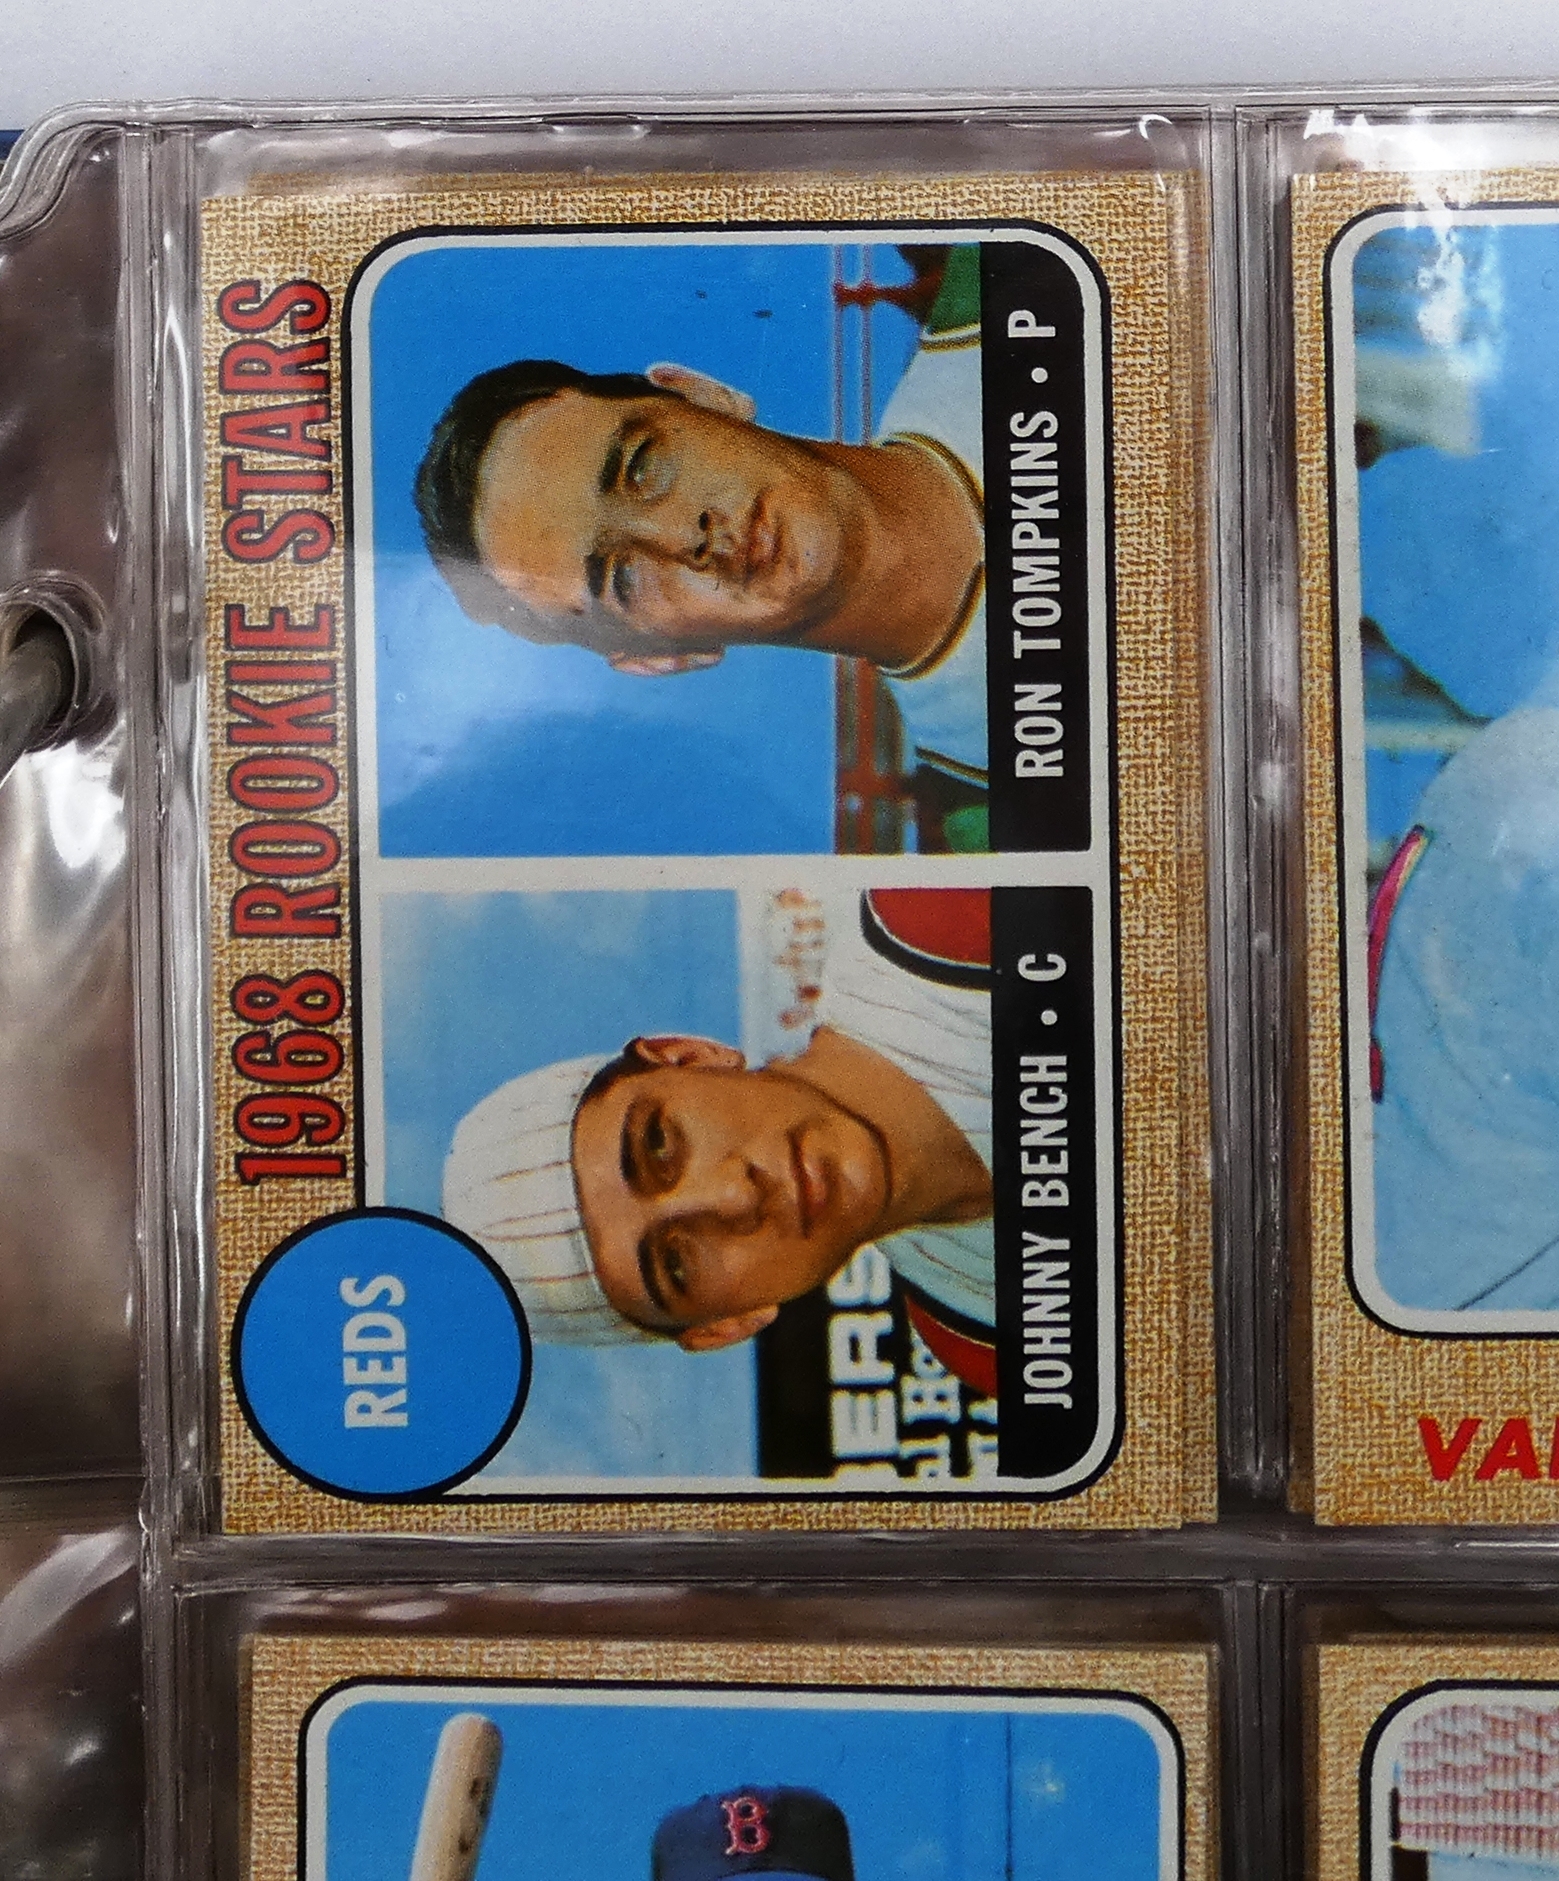 1968 ROOKIE STARS
REDS
JOHNNY BENCH • C
RON TOMPKINS • P
B